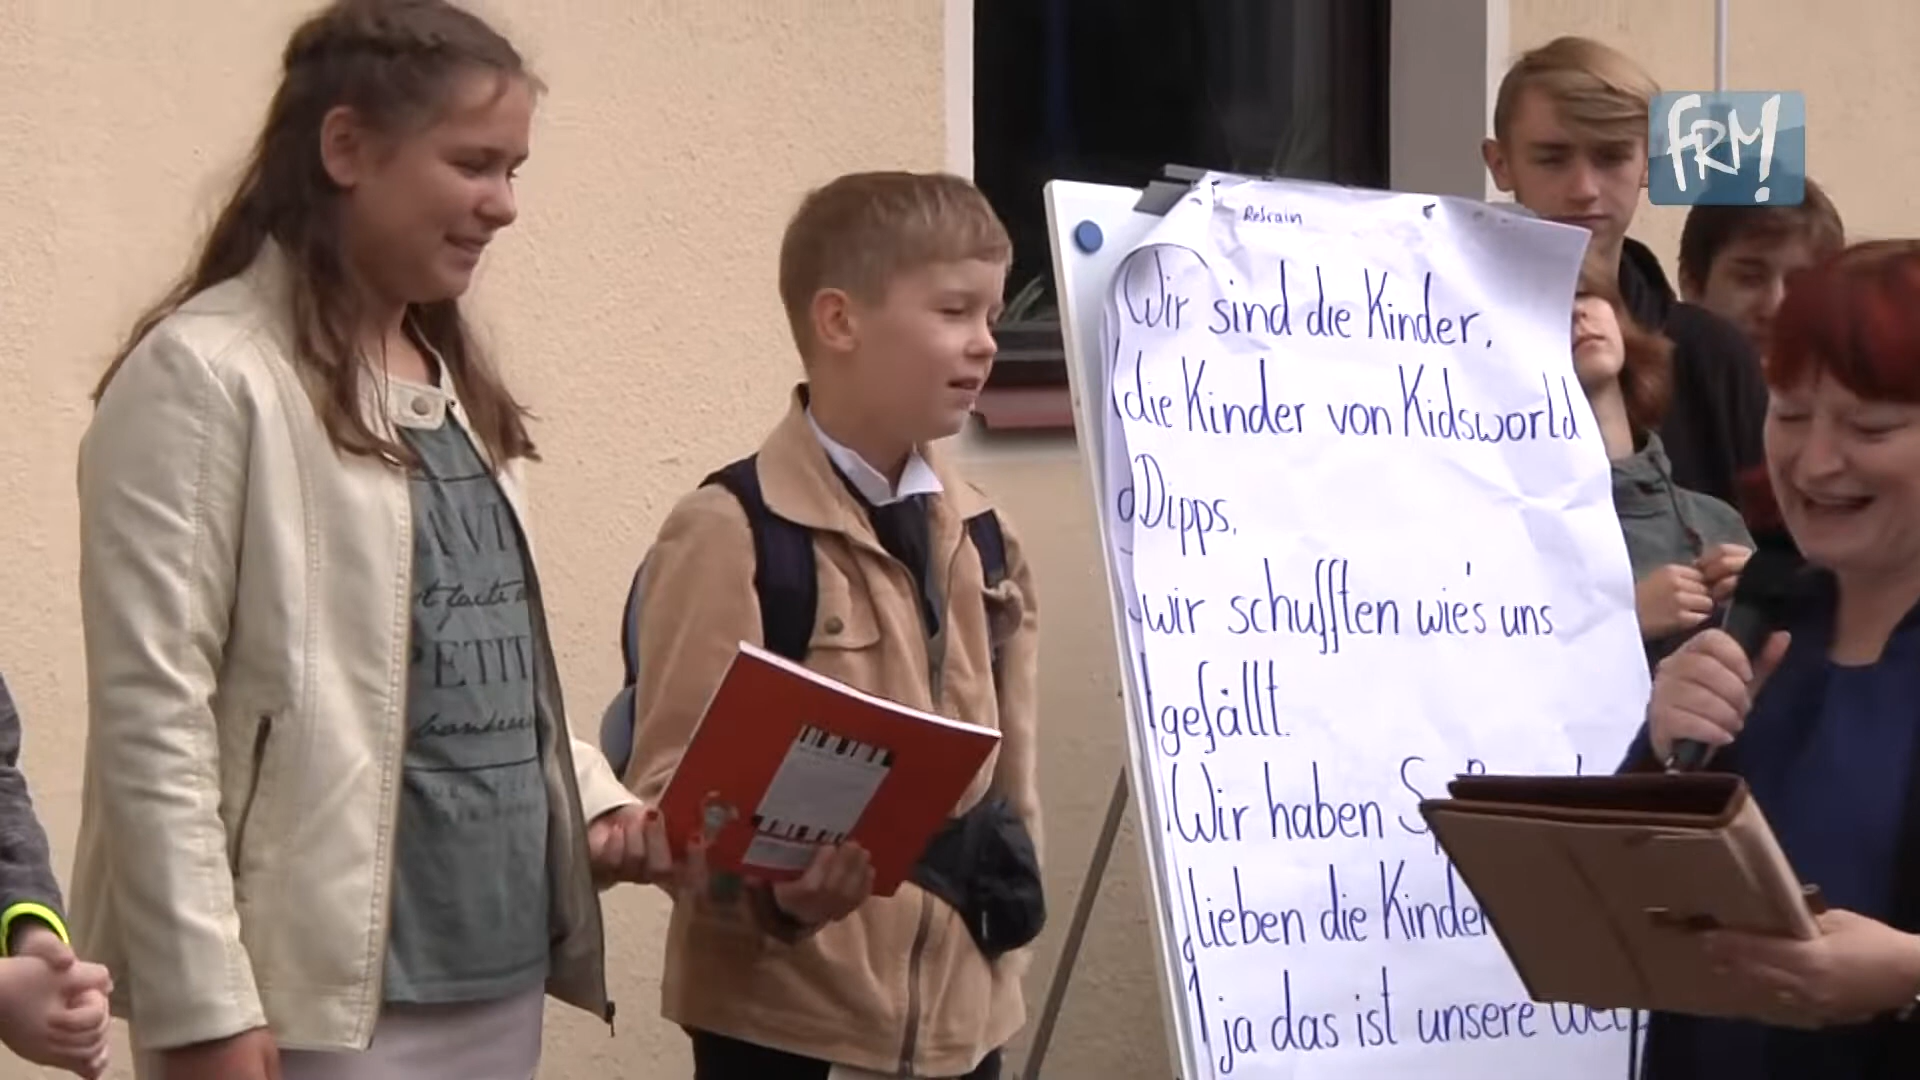 FRM!
Refrain
Wir sind die Kinder,
die Kinder von Kidsworld
Dipps,
wir schufften wie's uns
gefällt.
Wir haben
lieben die Kinder
ja das ist unsere